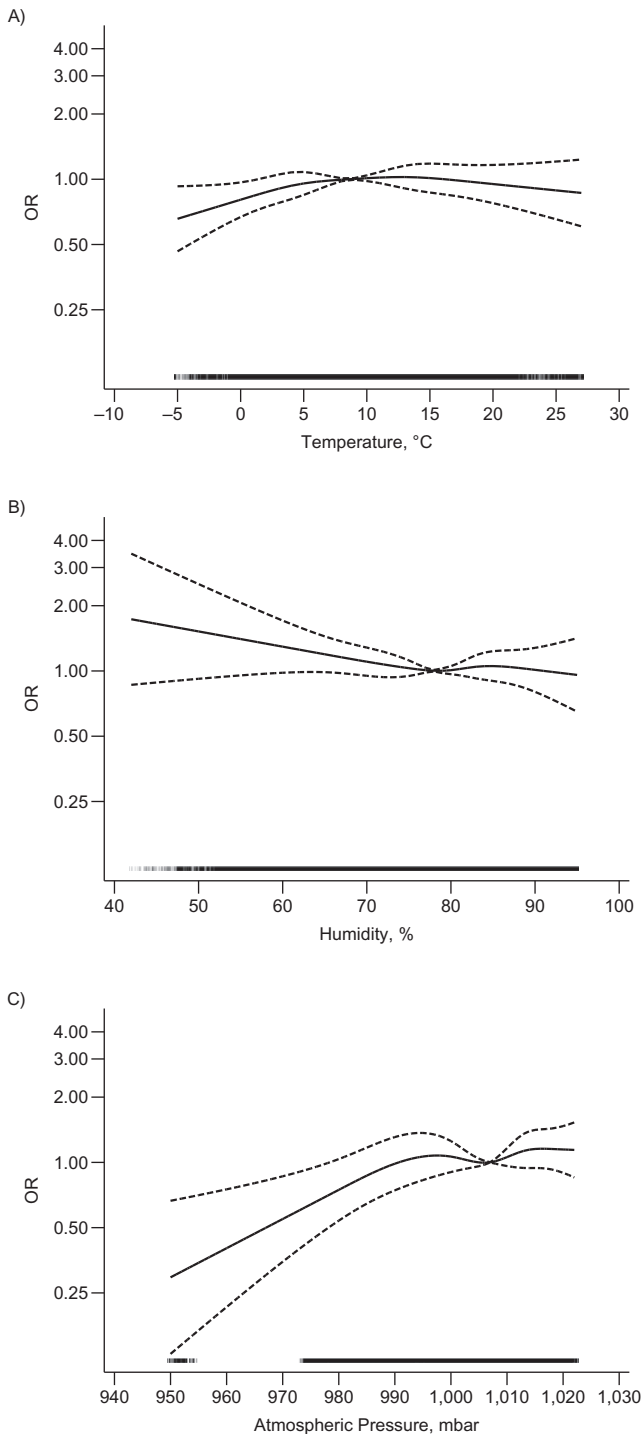 A)
4.00
3.00
2.00
1.00
0.50
0.25
OR
–10 –5 0 5 10 15 20 25 30
Temperature, °C
B)
4.00
3.00
2.00
1.00
0.50
0.25
OR
40 50 60 70 80 90 100
Humidity, %
C)
4.00
3.00
2.00
1.00
0.50
0.25
OR
940 950 960 970 980 990 1,000 1,010 1,020 1,030
Atmospheric Pressure, mbar